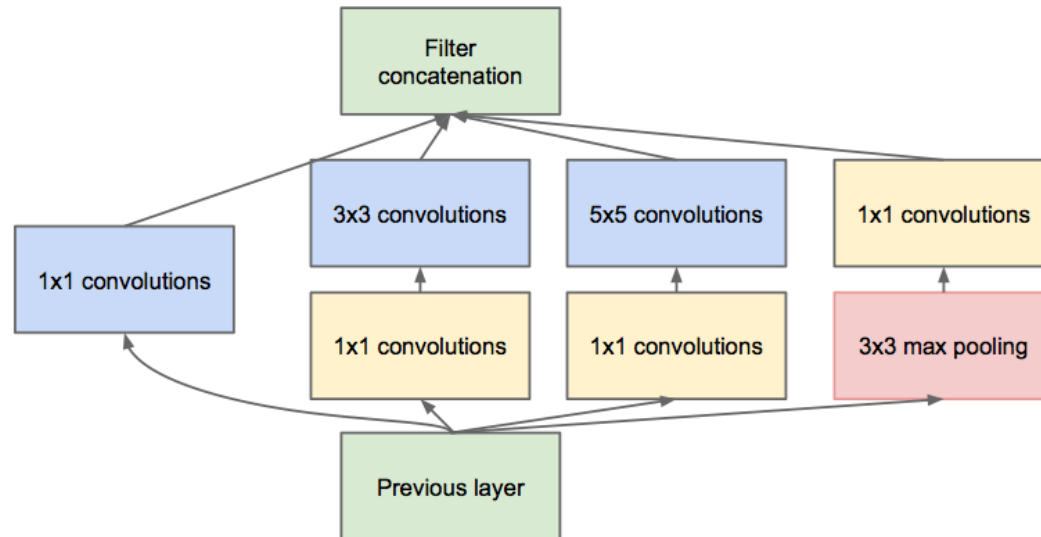 Filter
concatenation
3x3 convolutions
5x5 convolutions
1x1 convolutions
1x1 convolutions
1x1 convolutions
1x1 convolutions
3x3 max pooling
Previous layer